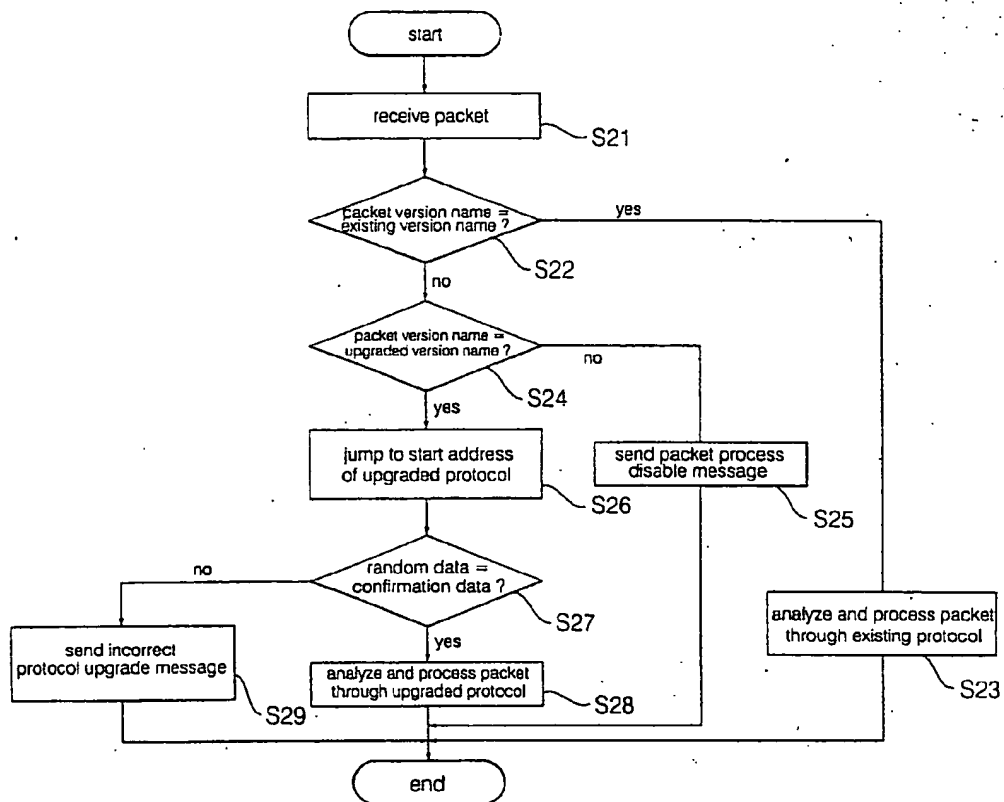 start
receive packet
S21
packet version name =
existing version name ?
yes
S22
no
packet version name =
upgraded version name ?
no
S24
yes
jump to start address
of upgraded protocol
S26
send packet process
disable message
S25
random data =
confirmation data ?
no
S27
yes
analyze and process packet
through existing protocol
S23
send incorrect
protocol upgrade message
S29
analyze and process packet
through upgraded protocol
S28
end